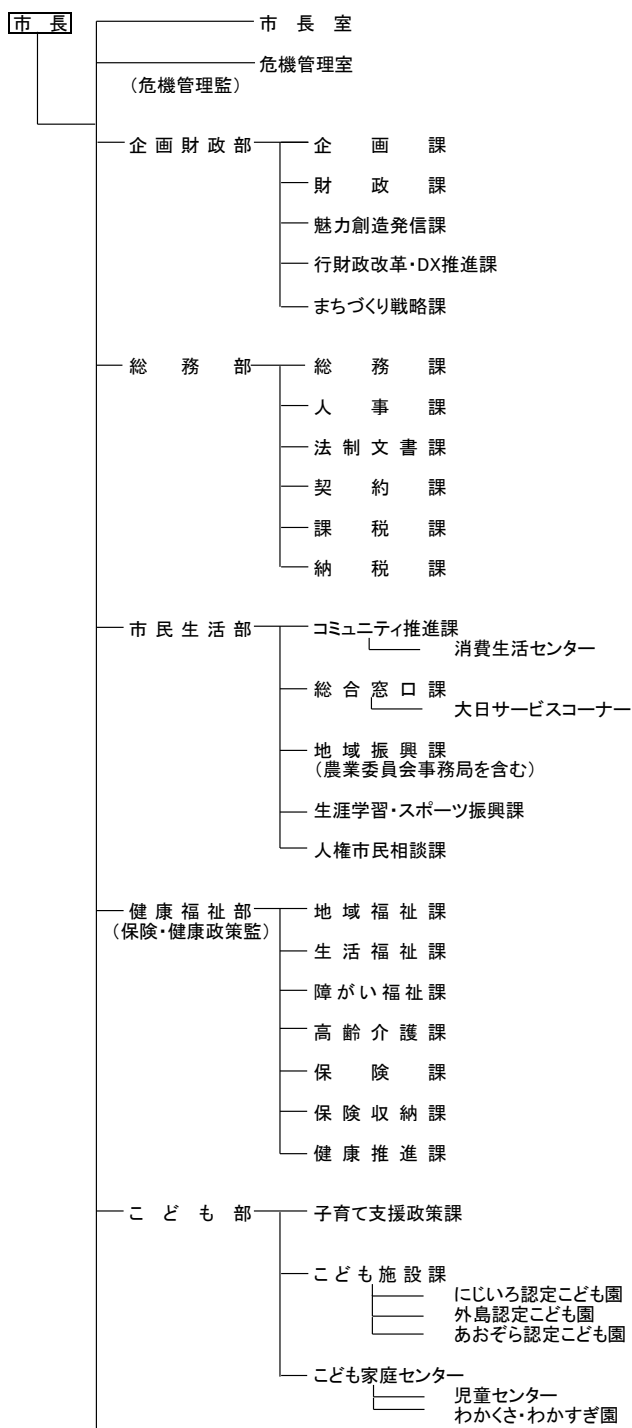 市長 市長室
危機管理室
(危機管理監)
企画財政部 企画課
財政課
魅力創造発信課
行財政改革・DX推進課
まちづくり戦略課
総務部 総務課
人事課
法制文書課
契約課
課税課
納税課
市民生活部 コミュニティ推進課
消費生活センター
総合窓口課
大日サービスコーナー
地域振興課
(農業委員会事務局を含む)
生涯学習・スポーツ振興課
人権市民相談課
健康福祉部 地域福祉課
(保険・健康政策監)
生活福祉課
障がい福祉課
高齢介護課
保険課
保険収納課
健康推進課
こども部 子育て支援政策課
こども施設課
にじいろ認定こども園
外島認定こども園
あおぞら認定こども園
こども家庭センター
児童センター
わかくさ・わかすぎ園